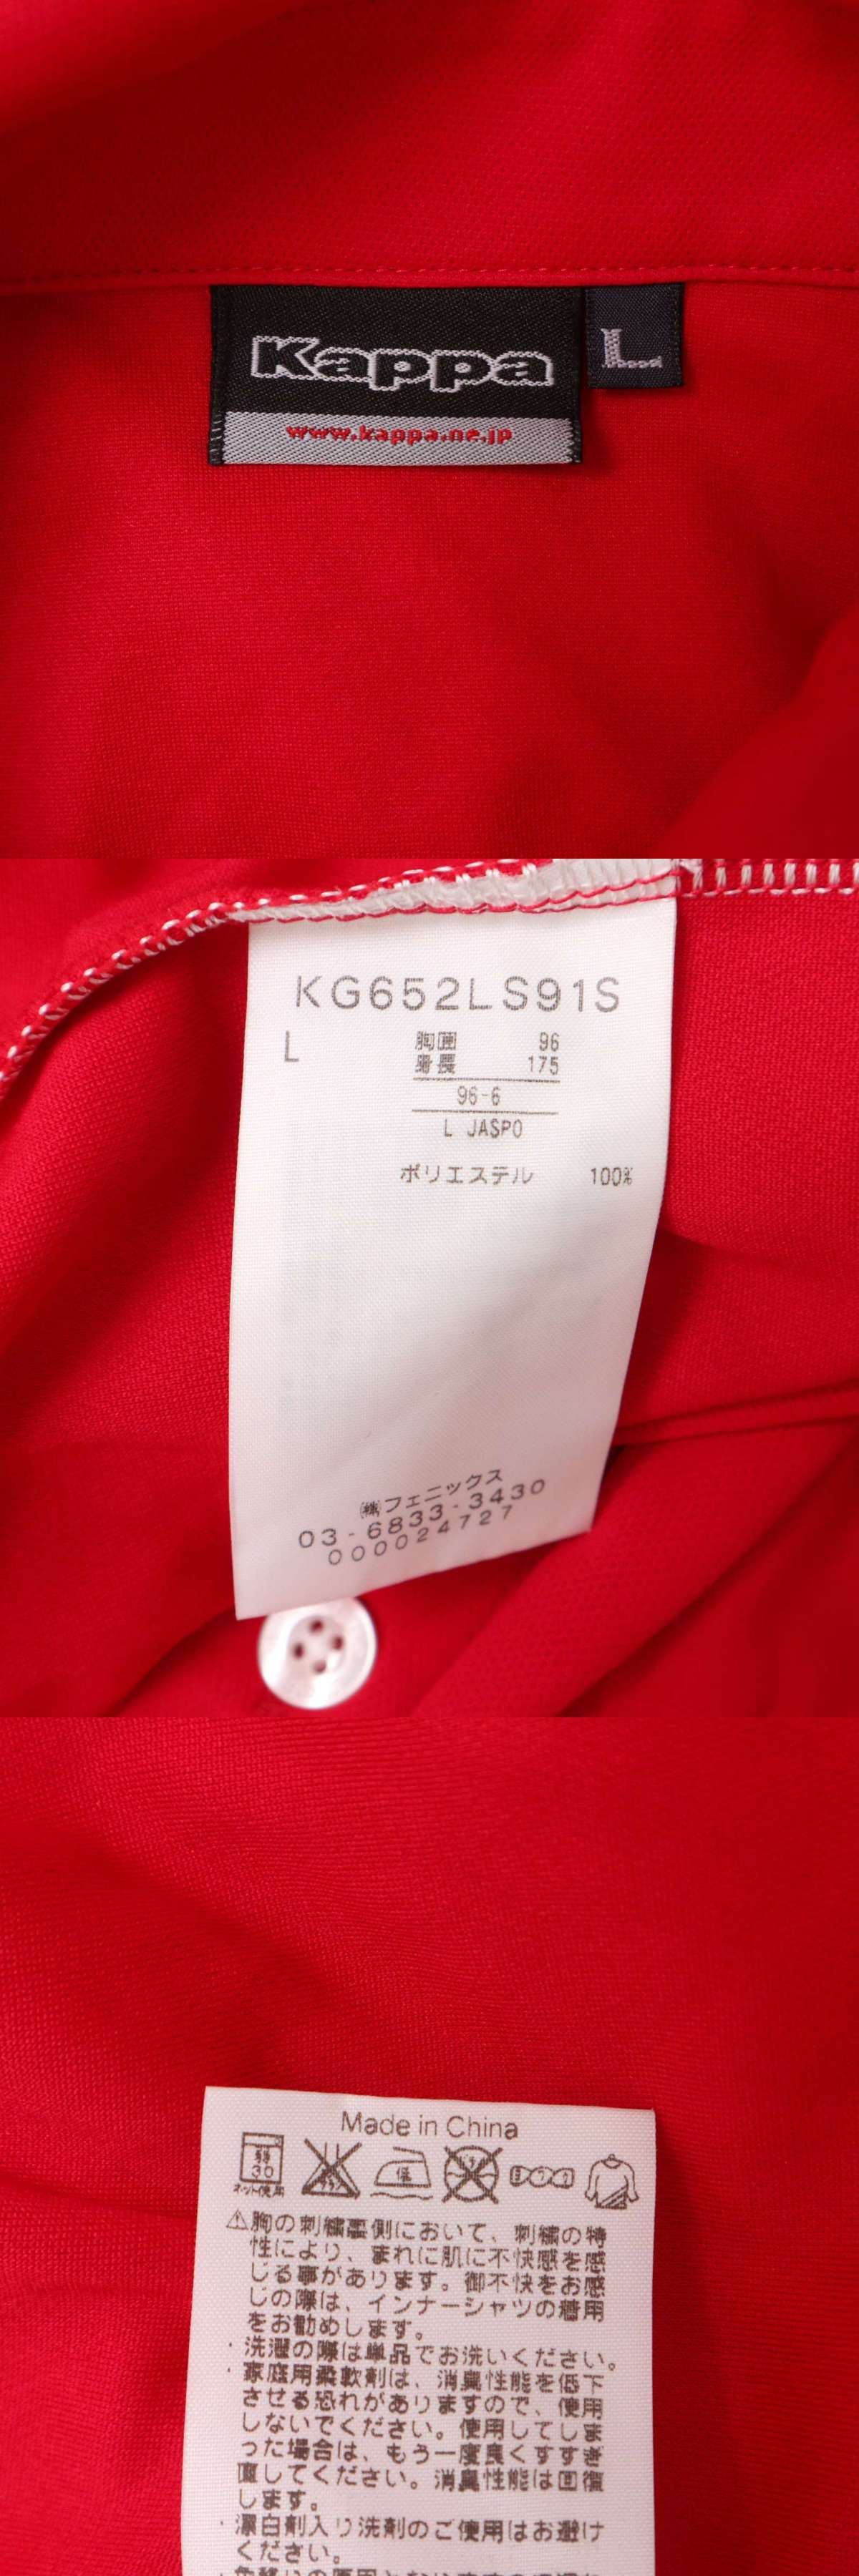 Kappa
L
www.kappa.ne.jp
KG652LS91S
L
胸囲 96
身長 175
96-6
L JASPO
ポリエステル 100%
㈱フェニックス
03-6833-3430
000024727
Made in China
弱
30
ネット使用
低
⚠胸の刺繍裏側において、刺繍の特
性により、まれに肌に不快感を感
じる事があります。御不快をお感
じの際は、インナーシャツの着用
をお勧めします。
・洗濯の際は単品でお洗いください。
・家庭用柔軟剤は、消臭性能を低下
させる恐れがありますので、使用
しないでください。使用してしま
った場合は、もう一度良くすすぎ
直してください。消臭性能は回復
します。
・漂白剤入り洗剤のご使用はお避け
ください。